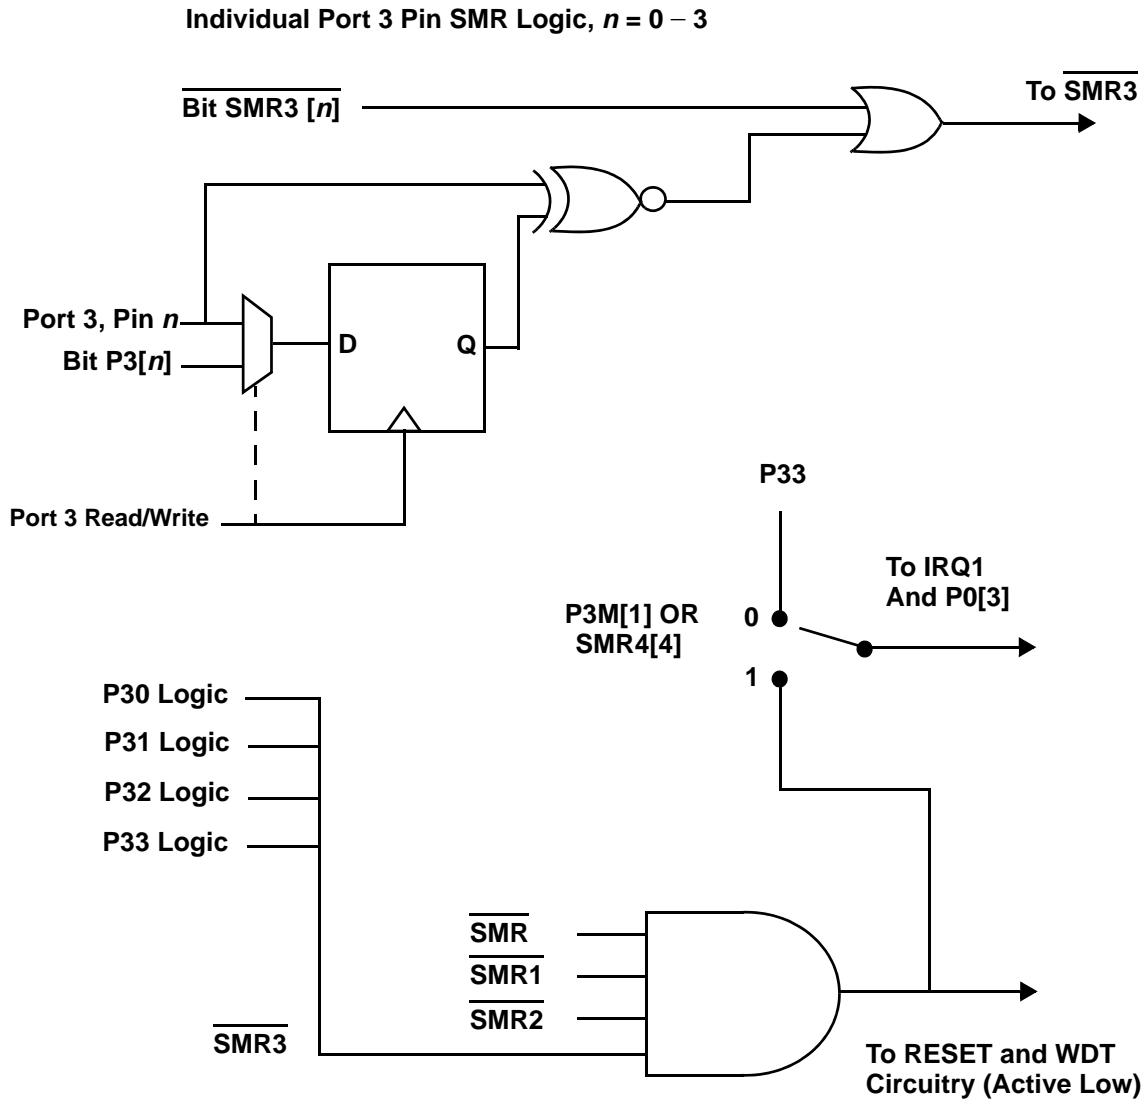 Individual Port 3 Pin SMR Logic, n = 0 – 3
Bit SMR3 [n]
To SMR3
Port 3, Pin n
Bit P3[n]
D
Q
Port 3 Read/Write
P33
To IRQ1
And P0[3]
P3M[1] OR
SMR4[4]
0
1
P30 Logic
P31 Logic
P32 Logic
P33 Logic
SMR
SMR1
SMR2
SMR3
To RESET and WDT
Circuitry (Active Low)